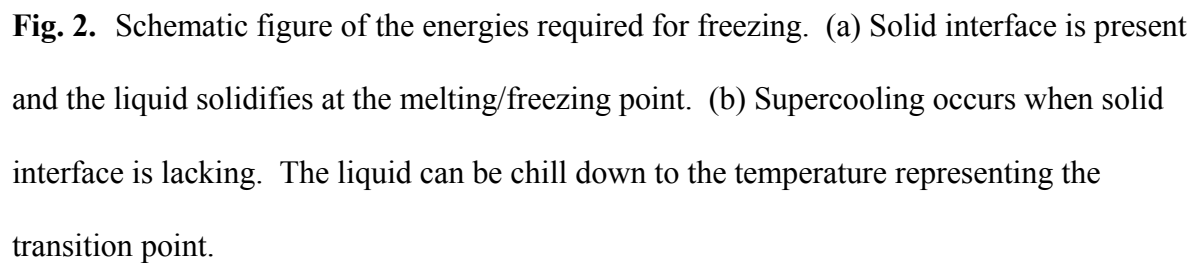 Fig. 2.  Schematic figure of the energies required for freezing.  (a) Solid interface is present
and the liquid solidifies at the melting/freezing point.  (b) Supercooling occurs when solid
interface is lacking.  The liquid can be chill down to the temperature representing the
transition point.